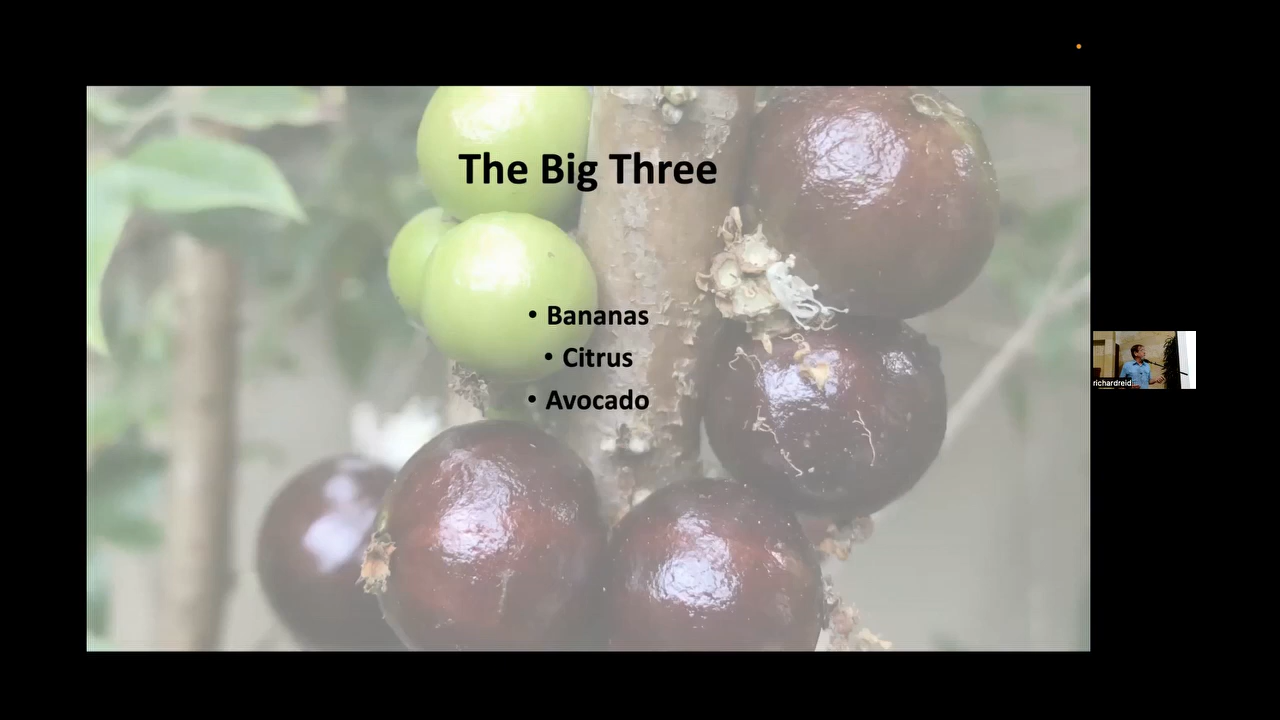 The Big Three
• Bananas
• Citrus
• Avocado
richardreid